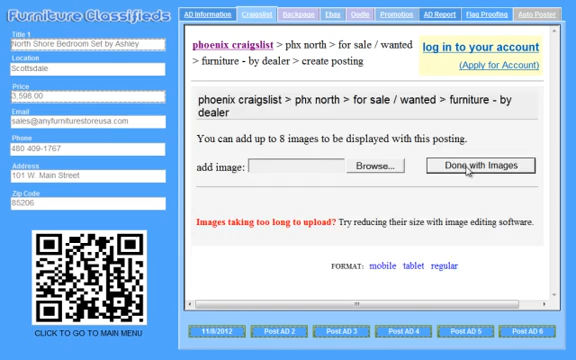 Furniture Classifieds
AD Information Craigslist Backpage Ebay Oodle Promotion AD Report Flag Proofing Auto Poster
Title 1
North Shore Bedroom Set by Ashley
Location
Scottsdale
Price
3,598.00
Email
sales@anyfurniturestoreusa.com
Phone
480 409-1767
Address
101 W. Main Street
Zip Code
85206
CLICK TO GO TO MAIN MENU
phoenix craigslist > phx north > for sale / wanted
> furniture - by dealer > create posting
log in to your account
(Apply for Account)
phoenix craigslist > phx north > for sale / wanted > furniture - by
dealer
You can add up to 8 images to be displayed with this posting.
add image: Browse... Done with Images
Images taking too long to upload? Try reducing their size with image editing software.
FORMAT: mobile tablet regular
11/8/2012 Post AD 2 Post AD 3 Post AD 4 Post AD 5 Post AD 6